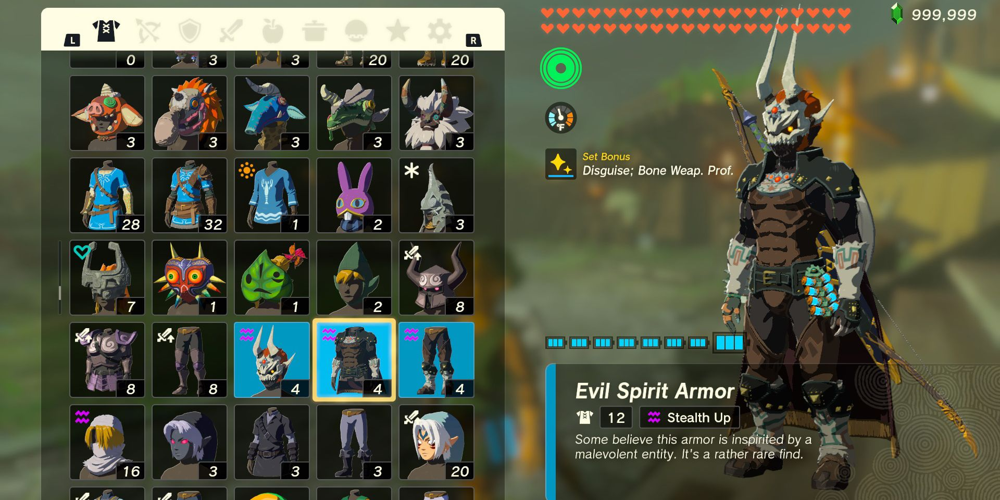 L
R
999,999
0 3 3 20 20
3 3 3 3 3
28 32 1 2 3
7 1 1 2 8
8 8 4 4 4
16 3 3 3 20
°F
Set Bonus
Disguise; Bone Weap. Prof.
Evil Spirit Armor
12 Stealth Up
Some believe this armor is inspirited by a
malevolent entity. It's a rather rare find.